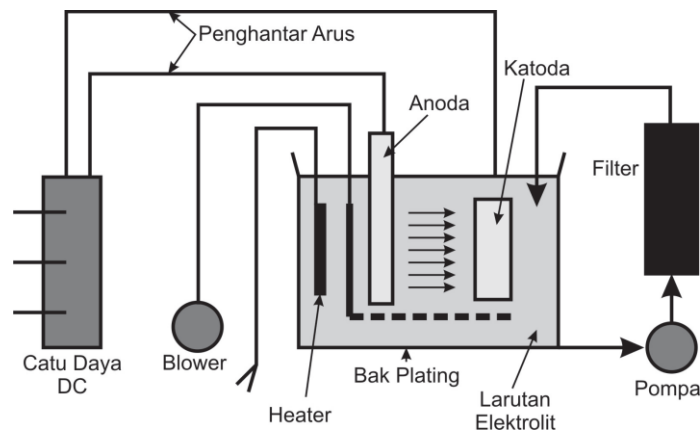 Penghantar Arus
Katoda
Anoda
Filter
Catu Daya
DC
Blower
Heater
Bak Plating
Larutan
Elektrolit
Pompa